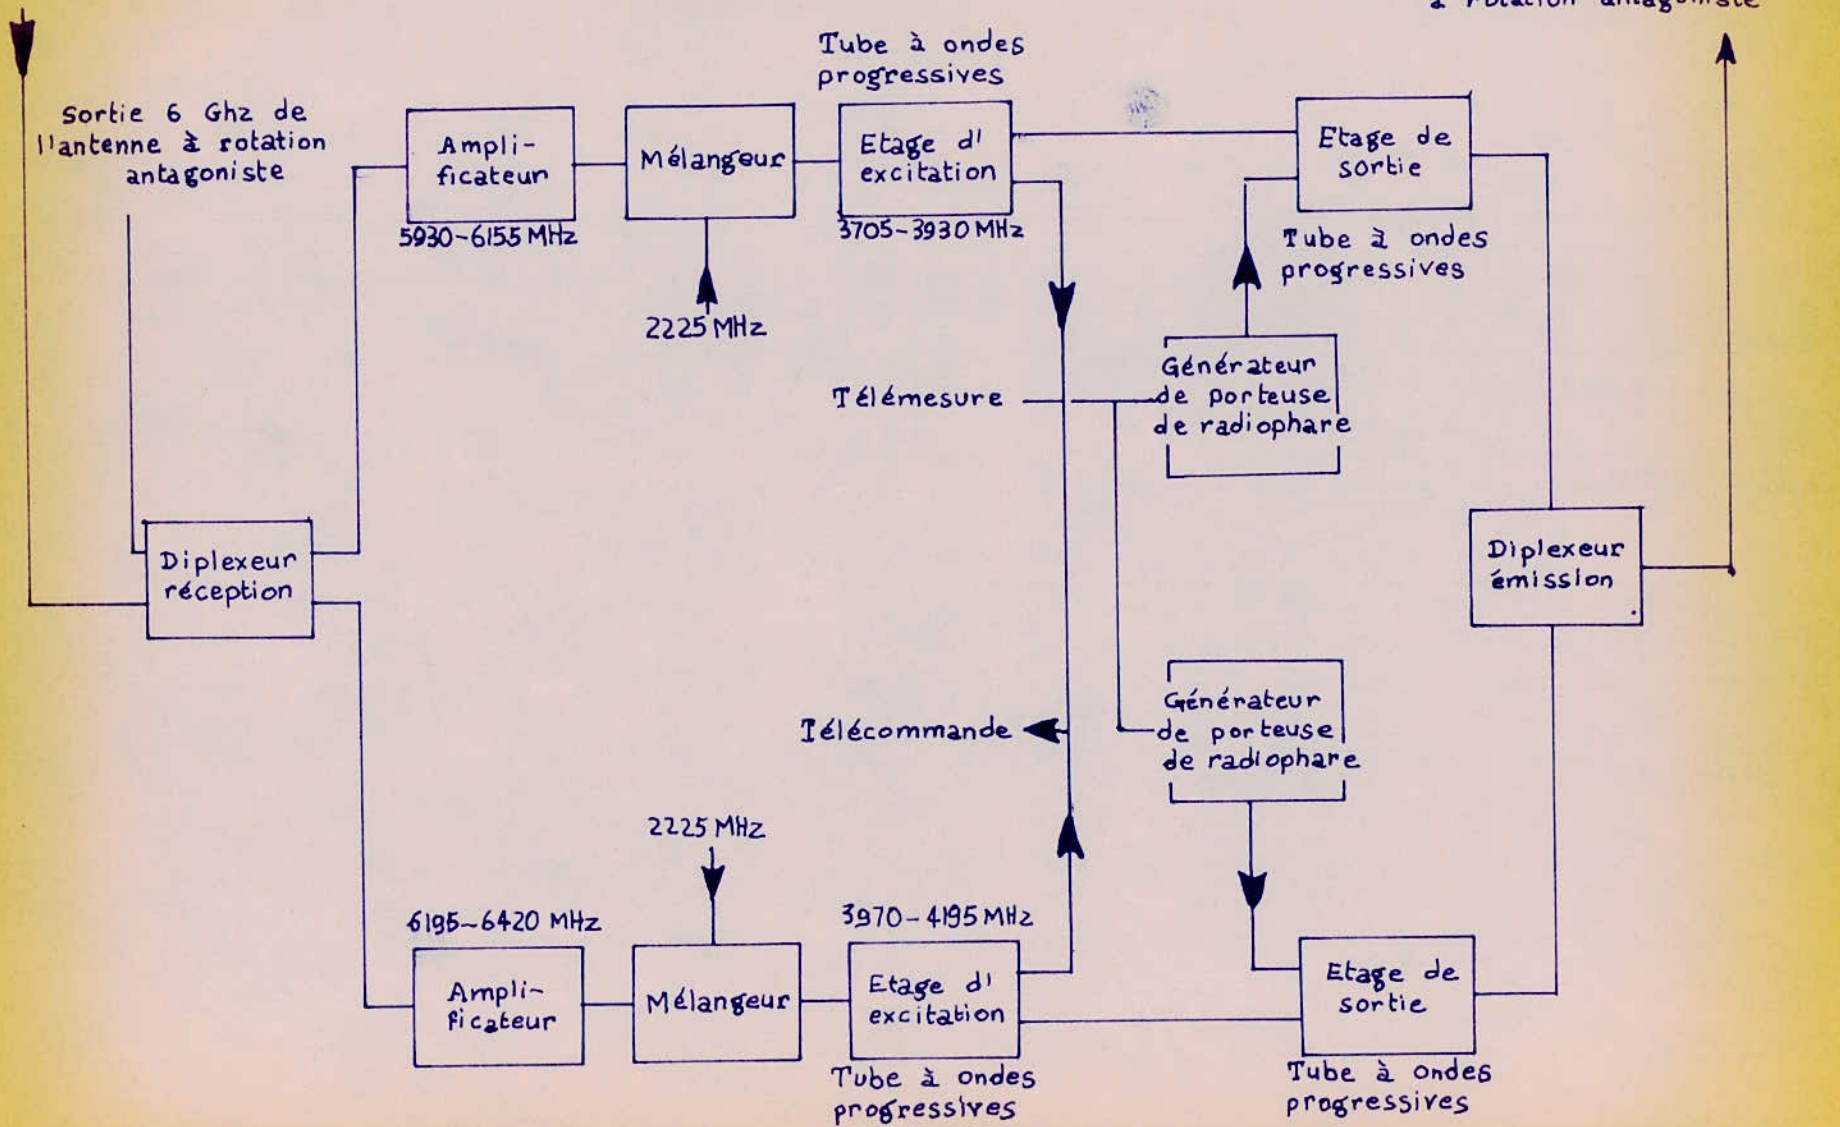 à rotation antagoniste
Tube à ondes
progressives
Sortie 6 Ghz de
l'antenne à rotation
antagoniste
Ampli-
ficateur
5930-6155 MHz
Mélangeur
2225 MHz
Etage d'
excitation
3705-3930 MHz
Etage de
sortie
Tube à ondes
progressives
Télémesure
Générateur
de porteuse
de radiophare
Diplexeur
réception
Diplexeur
émission
Télécommande
Générateur
de porteuse
de radiophare
2225 MHz
6195-6420 MHz
Ampli-
ficateur
Mélangeur
3970-4195 MHz
Etage d'
excitation
Tube à ondes
progressives
Etage de
sortie
Tube à ondes
progressives